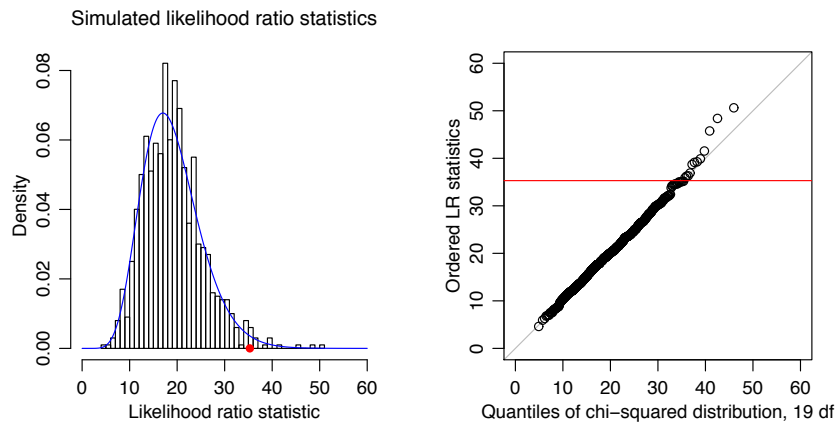 Simulated likelihood ratio statistics
Density
0.00
0.02
0.04
0.06
0.08
0 10 20 30 40 50 60
Likelihood ratio statistic
Ordered LR statistics
0
10
20
30
40
50
60
0 10 20 30 40 50 60
Quantiles of chi−squared distribution, 19 df